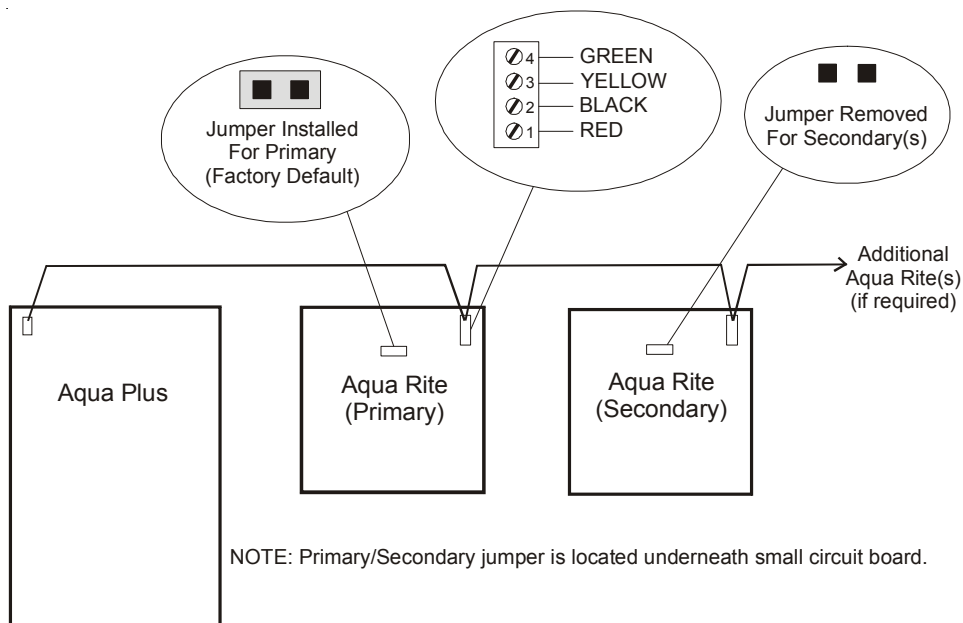 Jumper Installed
For Primary
(Factory Default)
4 GREEN
3 YELLOW
2 BLACK
1 RED
Jumper Removed
For Secondary(s)
Additional
Aqua Rite(s)
(if required)
Aqua Plus
Aqua Rite
(Primary)
Aqua Rite
(Secondary)
NOTE: Primary/Secondary jumper is located underneath small circuit board.